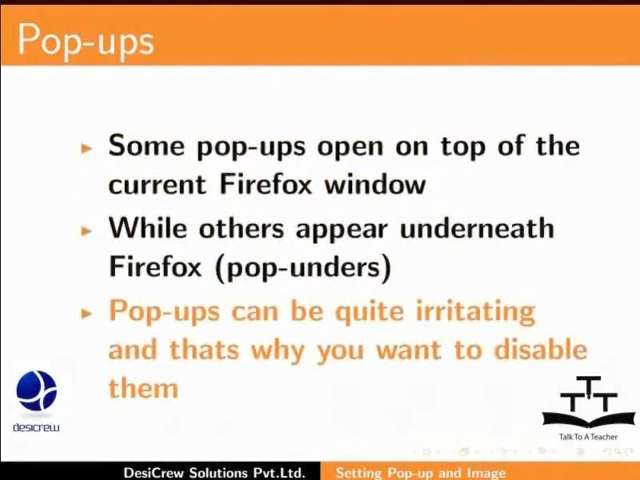 Pop-ups
Some pop-ups open on top of the
current Firefox window
While others appear underneath
Firefox (pop-unders)
Pop-ups can be quite irritating
and thats why you want to disable
them
desicrew
TTT
Talk To A Teacher
DesiCrew Solutions Pvt.Ltd.
Setting Pop-up and Image